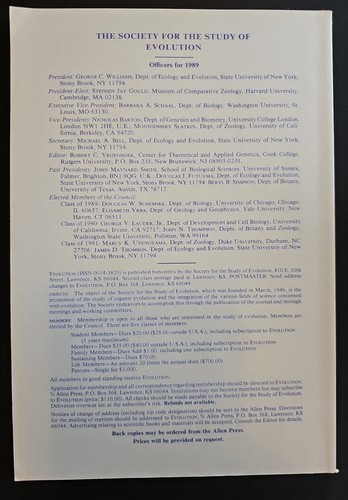 THE SOCIETY FOR THE STUDY OF
EVOLUTION
Officers for 1989
President: GEORGE C. WILLIAMS, Dept. of Ecology and Evolution, State University of New York,
Stony Brook, NY 11794.
President-Elect: STEPHEN JAY GOULD, Museum of Comparative Zoology, Harvard University,
Cambridge, MA 02138.
Executive Vice-President: BARBARA A. SCHAAL, Dept. of Biology, Washington University, St.
Louis, MO 63130.
Vice-Presidents: NICHOLAS BARTON, Dept. of Genetics and Biometry, University College London,
London NW1 2HE, U.K., MONTGOMERY SLATKIN, Dept. of Zoology, University of Cali-
fornia, Berkeley, CA 94720.
Secretary: MICHAEL A. BELL, Dept. of Ecology and Evolution, State University of New York,
Stony Brook, NY 11794.
Editor: ROBERT C. VRIJENHOEK, Center for Theoretical and Applied Genetics, Cook College,
Rutgers University, P.O. Box 231, New Brunswick, NJ 08903-0231.
Past Presidents: JOHN MAYNARD SMITH, School of Biological Sciences, University of Sussex,
Falmer, Brighton, BN1 9QG, U.K.; DOUGLAS J. FUTUYMA, Dept. of Ecology and Evolution,
State University of New York, Stony Brook, NY 11794; BERYL B. SIMPSON, Dept. of Botany,
University of Texas, Austin, TX 78712.
Elected Members of the Council:
Class of 1989: DOUGLAS W. SCHEMSKE, Dept. of Biology, University of Chicago, Chicago,
IL 60637; ELISABETH VRBA, Dept. of Geology and Geophysics, Yale University, New
Haven, CT 06511
Class of 1990: GEORGE V. LAUDER, JR., Dept. of Development and Cell Biology, University
of California, Irvine, CA 92717; JOHN N. THOMPSON, Depts. of Botany and Zoology,
Washington State University, Pullman, WA 99164
Class of 1991: MARCY K. UYENOYAMA, Dept. of Zoology, Duke University, Durham, NC
27706; JAMES D. THOMSON, Dept. of Ecology and Evolution, State University of New
York, Stony Brook, NY 11794
EVOLUTION (ISSN 0014-3820) is published bimonthly by the Society for the Study of Evolution, 810 E. 10th
Street, Lawrence, KS 66044. Second-class postage paid at Lawrence, KS. POSTMASTER: Send address
changes to EVOLUTION, P.O. Box 368, Lawrence, KS 66044.
OBJECTS: The object of the Society for the Study of Evolution, which was founded in March, 1946, is the
promotion of the study of organic evolution and the integration of the various fields of science concerned
with evolution. The Society endeavors to accomplish this through the publication of the journal and through
meetings and working committees.
MEMBERS: Membership is open to all those who are interested in the study of evolution. Members are
elected by the Council. There are five classes of members
Student Members—Dues $20.00 ($25.00 outside U.S.A.), including subscription to EVOLUTION
(5 years maximum)
Members—Dues $35.00 ($40.00 outside U.S.A.), including subscription to EVOLUTION
Family Members—Dues Add $1.00, including one subscription to EVOLUTION
Sustaining Members—Dues $70.00
Life Members—An amount 20 times the annual dues ($700.00)
Patrons—Single fee $1,000.
All members in good standing receive EVOLUTION.
Application for membership and all correspondence regarding membership should be directed to EVOLUTION,
% Allen Press, P.O. Box 368, Lawrence, KS 66044. Institutions may not become members but may subscribe
to EVOLUTION (price $110.00). All checks should be made payable to the Society for the Study of Evolution.
Deliveries overseas are at the subscriber's risk. Refunds not available.
Notices of change of address (including zip code designation) should be sent to the Allen Press. Directions
for the mailing of reprints should be addressed to EVOLUTION, % Allen Press, P.O. Box 368, Lawrence, KS
66044. Advertising relating to scientific books and materials will be accepted. Consult the Editor for details.
Back copies may be ordered from the Allen Press.
Prices will be provided on request.